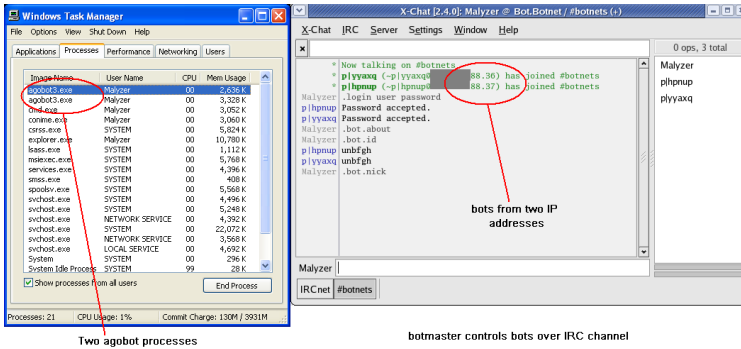 Windows Task Manager
File Options View Shut Down Help
Applications Processes Performance Networking Users
Image Name User Name CPU Mem Usage
agobot3.exe Malyzer 00 2,636 K
agobot3.exe Malyzer 00 3,328 K
cmd.exe Malyzer 00 3,052 K
conime.exe Malyzer 00 3,060 K
csrss.exe SYSTEM 00 5,824 K
explorer.exe Malyzer 00 10,780 K
lsass.exe SYSTEM 00 1,112 K
msiexec.exe SYSTEM 00 5,768 K
services.exe SYSTEM 00 4,396 K
smss.exe SYSTEM 00 408 K
spoolsv.exe SYSTEM 00 5,568 K
svchost.exe SYSTEM 00 4,496 K
svchost.exe SYSTEM 00 5,248 K
svchost.exe NETWORK SERVICE 00 4,392 K
svchost.exe SYSTEM 00 22,072 K
svchost.exe NETWORK SERVICE 00 3,568 K
svchost.exe LOCAL SERVICE 00 4,692 K
System SYSTEM 00 296 K
System Idle Process SYSTEM 99 28 K
Show processes from all users
End Process
Processes: 21 CPU Usage: 1% Commit Charge: 130M / 3931M
Two agobot processes
X-Chat [2.4.0]: Malyzer @ Bot.Botnet / #botnets (+)
X-Chat IRC Server Settings Window Help
0 ops, 3 total
* Now talking on #botnets
* p|yyaxq (~p|yyaxq@ 88.36) has joined #botnets
* p|hpnup (~p|hpnup@ 88.37) has joined #botnets
Malyzer .login user password
p|hpnup Password accepted.
p|yyaxq Password accepted.
Malyzer .bot.about
Malyzer .bot.id
p|hpnup unbfgh
p|yyaxq unbfgh
Malyzer .bot.nick
Malyzer
p|hpnup
p|yyaxq
bots from two IP
addresses
Malyzer
IRCnet #botnets
botmaster controls bots over IRC channel